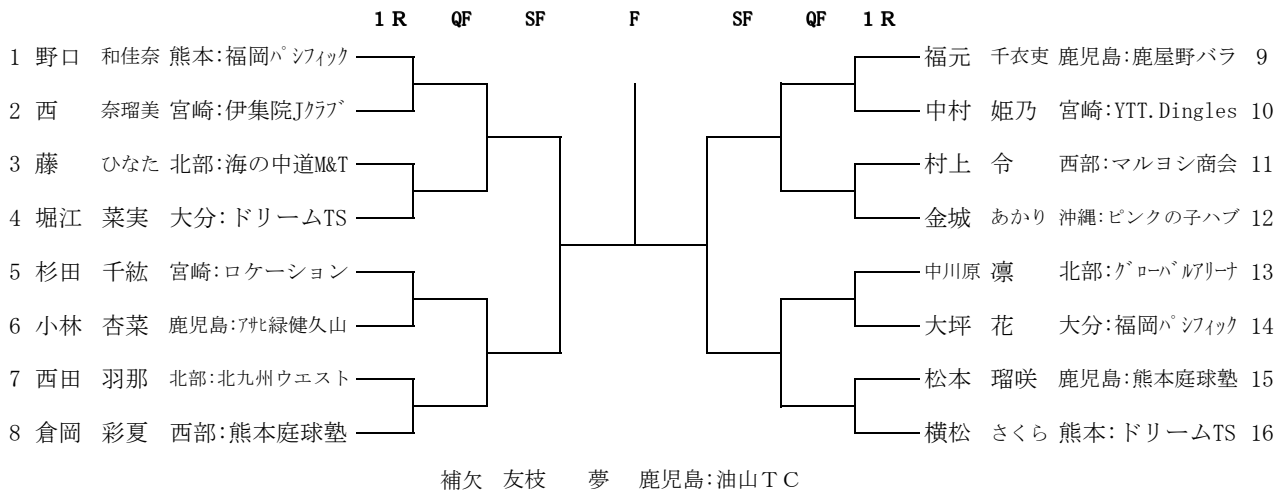 1R QF SF F SF QF 1R
1 野口 和佳奈 熊本:福岡ﾊﾟｼﾌｨｯｸ
福元 千衣吏 鹿児島:鹿屋野バラ 9
2 西 奈瑠美 宮崎:伊集院Jｸﾗﾌﾞ
中村 姫乃 宮崎:YTT.Dingles 10
3 藤 ひなた 北部:海の中道M&T
村上 令 西部:マルヨシ商会 11
4 堀江 菜実 大分:ドリームTS
金城 あかり 沖縄:ピンクの子ハブ 12
5 杉田 千紘 宮崎:ロケーション
中川原 凛 北部:ｸﾞﾛｰﾊﾞﾙｱﾘｰﾅ 13
6 小林 杏菜 鹿児島:ｱｻﾋ緑健久山
大坪 花 大分:福岡ﾊﾟｼﾌｨｯｸ 14
7 西田 羽那 北部:北九州ウエスト
松本 瑠咲 鹿児島:熊本庭球塾 15
8 倉岡 彩夏 西部:熊本庭球塾
横松 さくら 熊本:ドリームTS 16
補欠 友枝 夢 鹿児島:油山ＴＣ